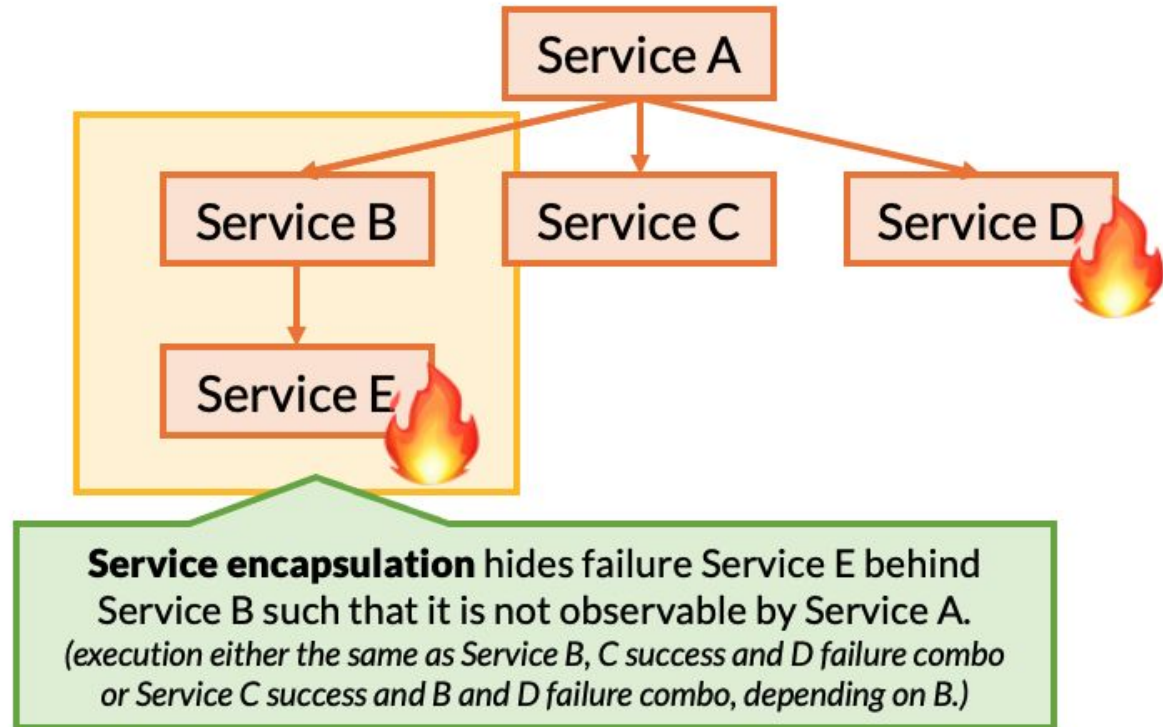 Service A
Service B
Service C
Service D
Service E
Service encapsulation hides failure Service E behind
Service B such that it is not observable by Service A.
(execution either the same as Service B, C success and D failure combo
or Service C success and B and D failure combo, depending on B.)